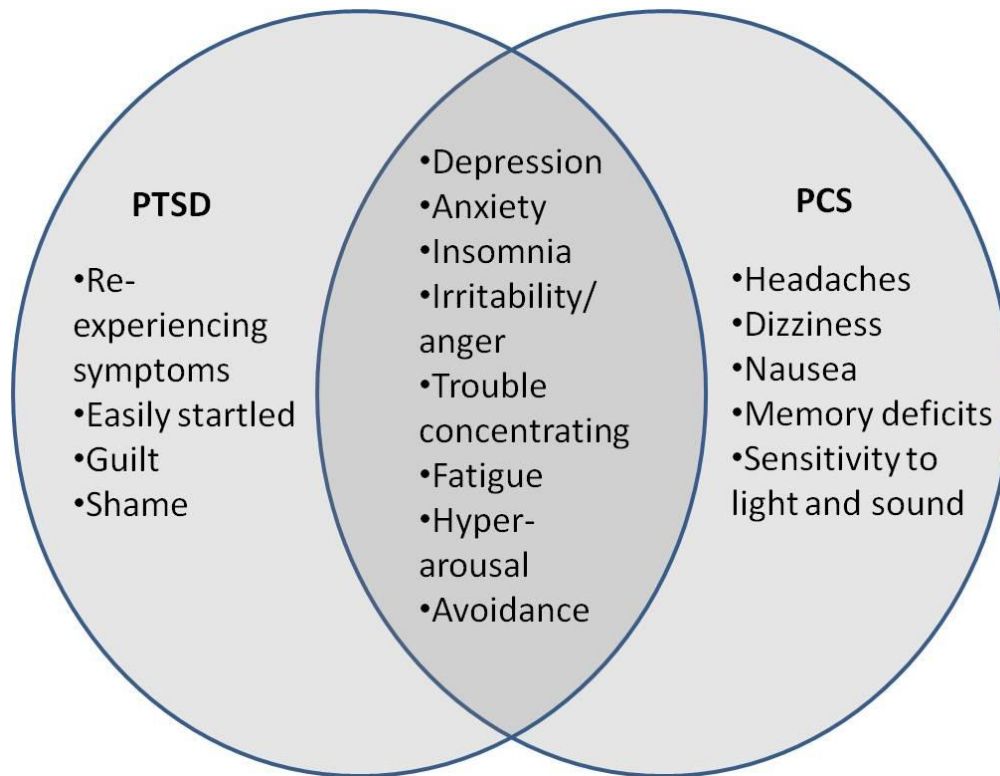 PTSD
•Re-
experiencing
symptoms
•Easily startled
•Guilt
•Shame
•Depression
•Anxiety
•Insomnia
•Irritability/
anger
•Trouble
concentrating
•Fatigue
•Hyper-
arousal
•Avoidance
PCS
•Headaches
•Dizziness
•Nausea
•Memory deficits
•Sensitivity to
light and sound